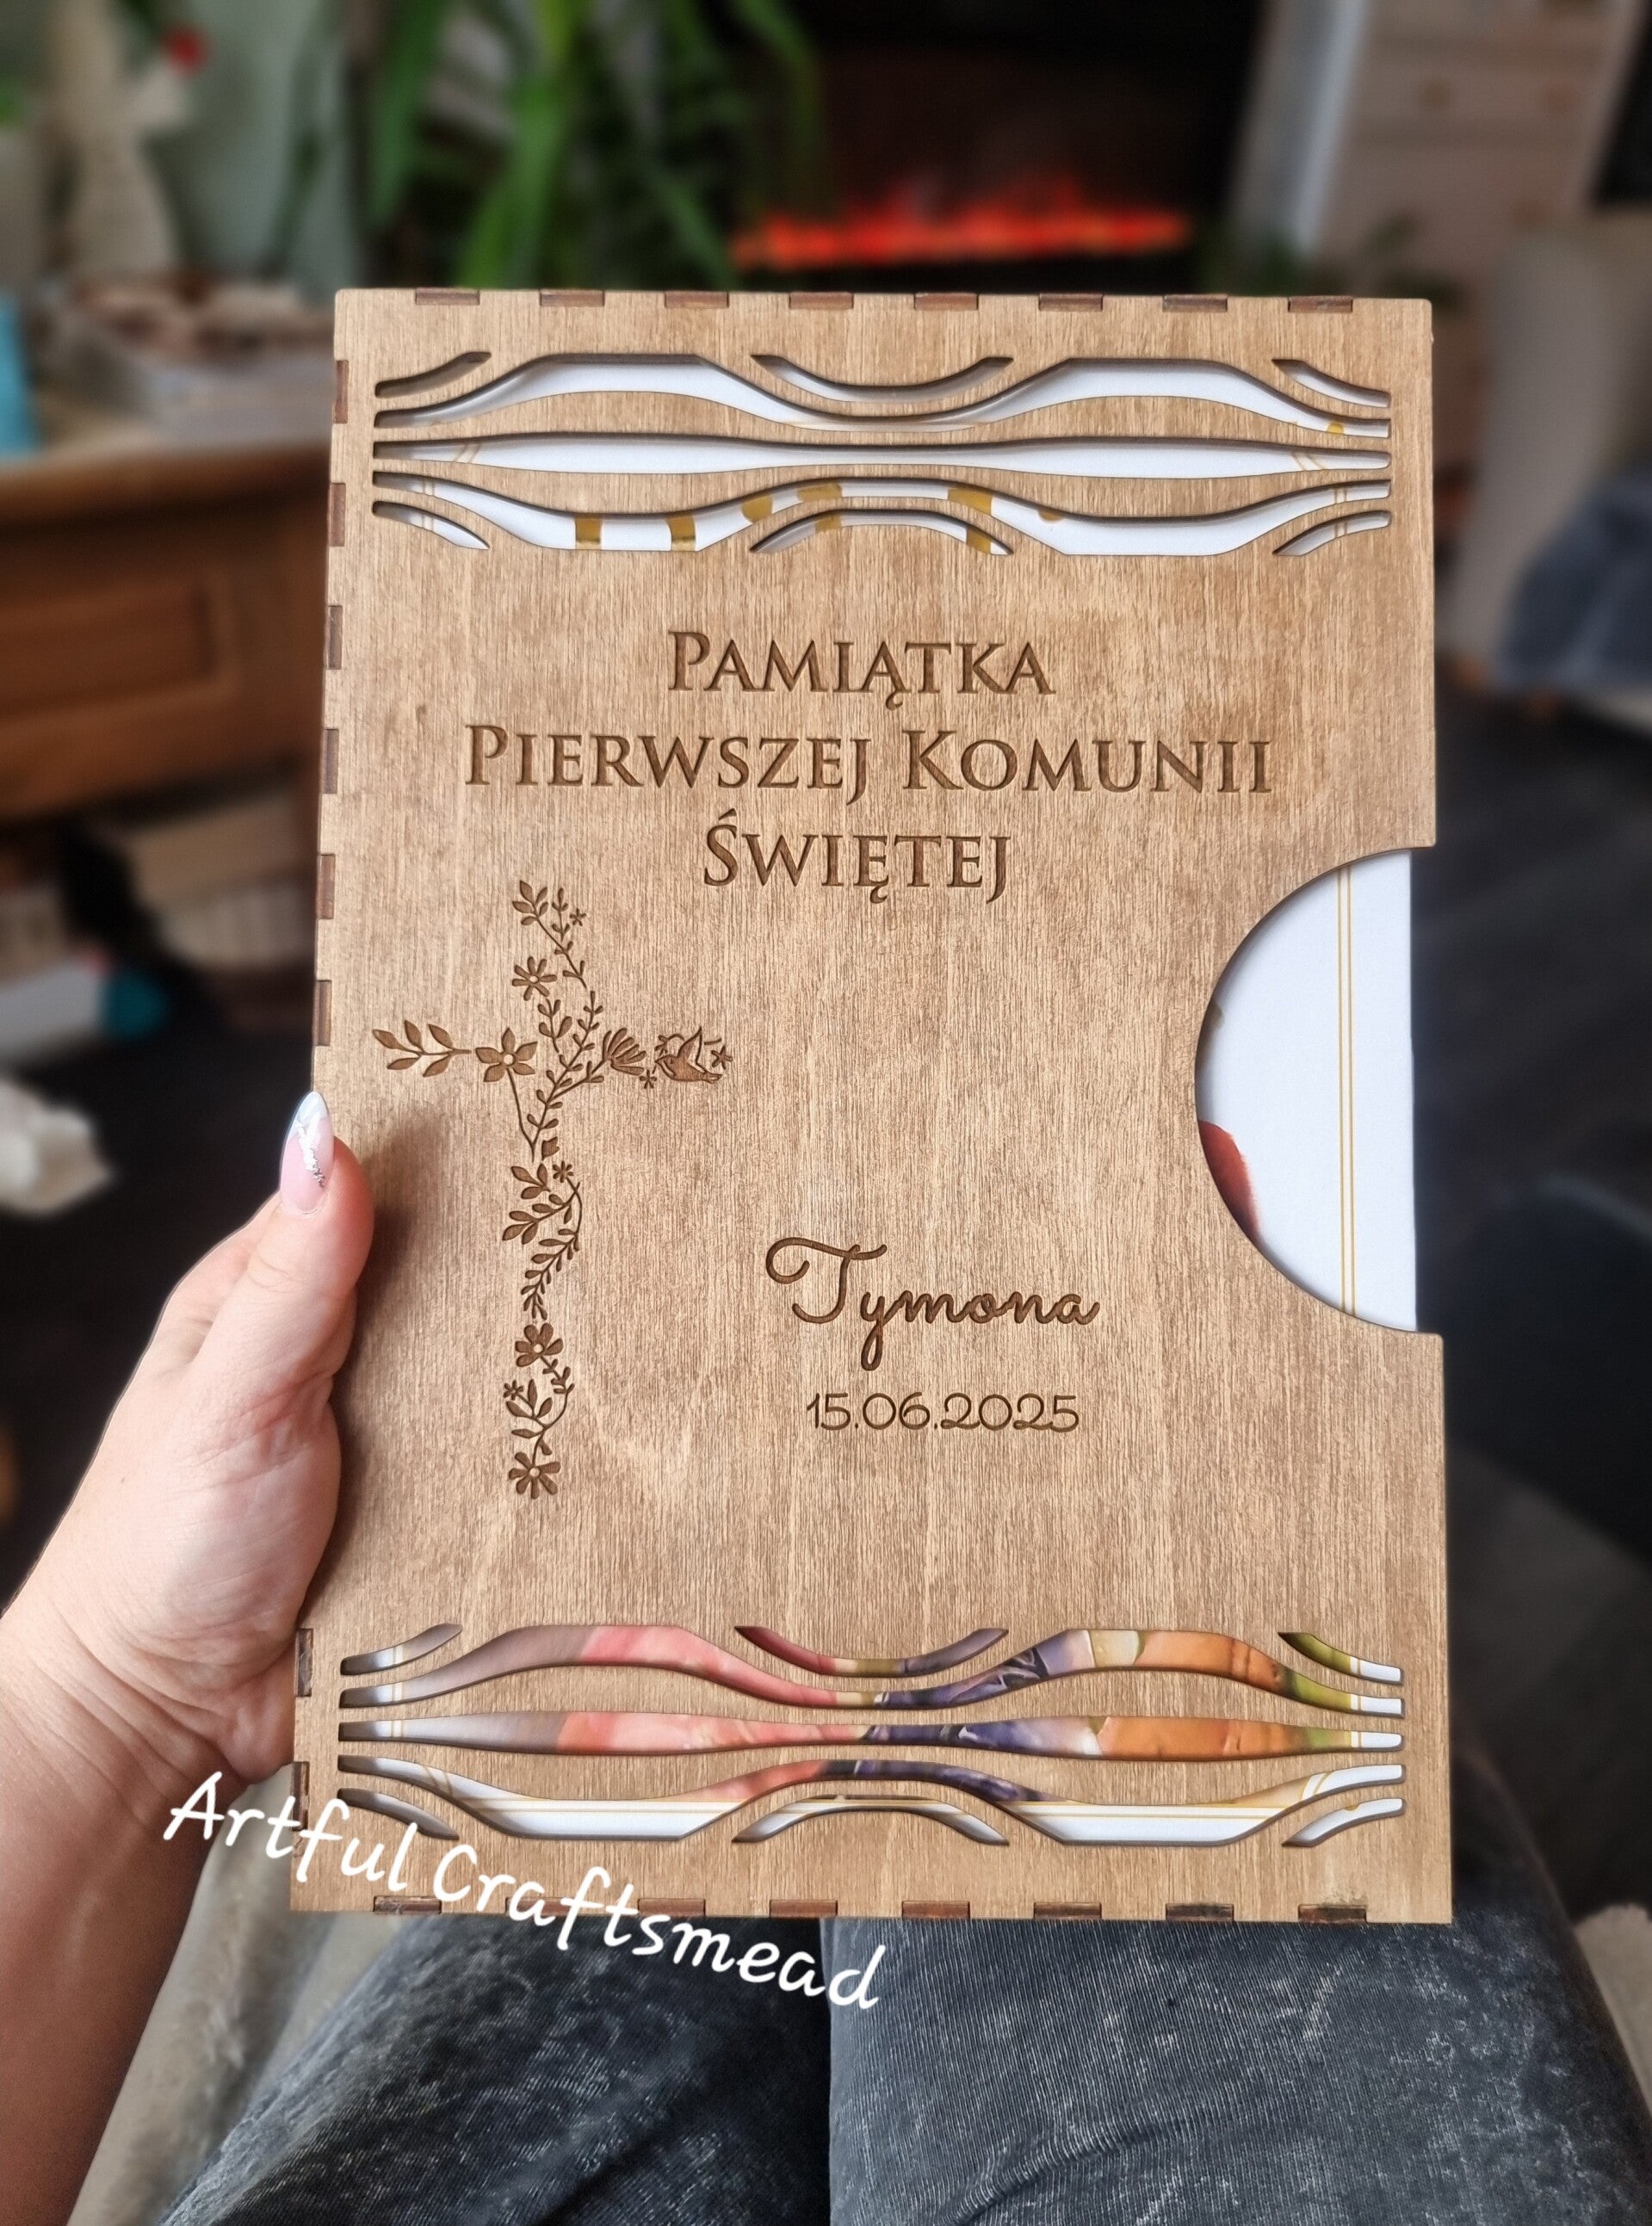 Pamiątka
Pierwszej Komunii
Świętej
Tymona
15.06.2025
Artful Craftsmead